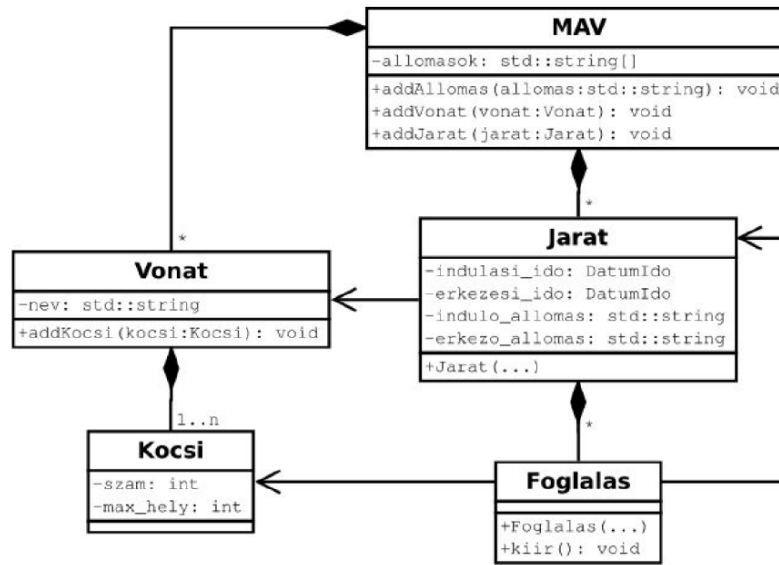 MAV
-allomasok: std::string[]
+addAllomas(allomas:std::string): void
+addVonat(vonat:Vonat): void
+addJarat(jarat:Jarat): void
*
*
Vonat
-nev: std::string
+addKocsi(kocsi:Kocsi): void
Jarat
-indulasi_ido: DatumIdo
-erkezesi_ido: DatumIdo
-indulo_allomas: std::string
-erkezo_allomas: std::string
+Jarat(...)
1..n
*
Kocsi
-szam: int
-max_hely: int
Foglalas
+Foglalas(...)
+kiir(): void